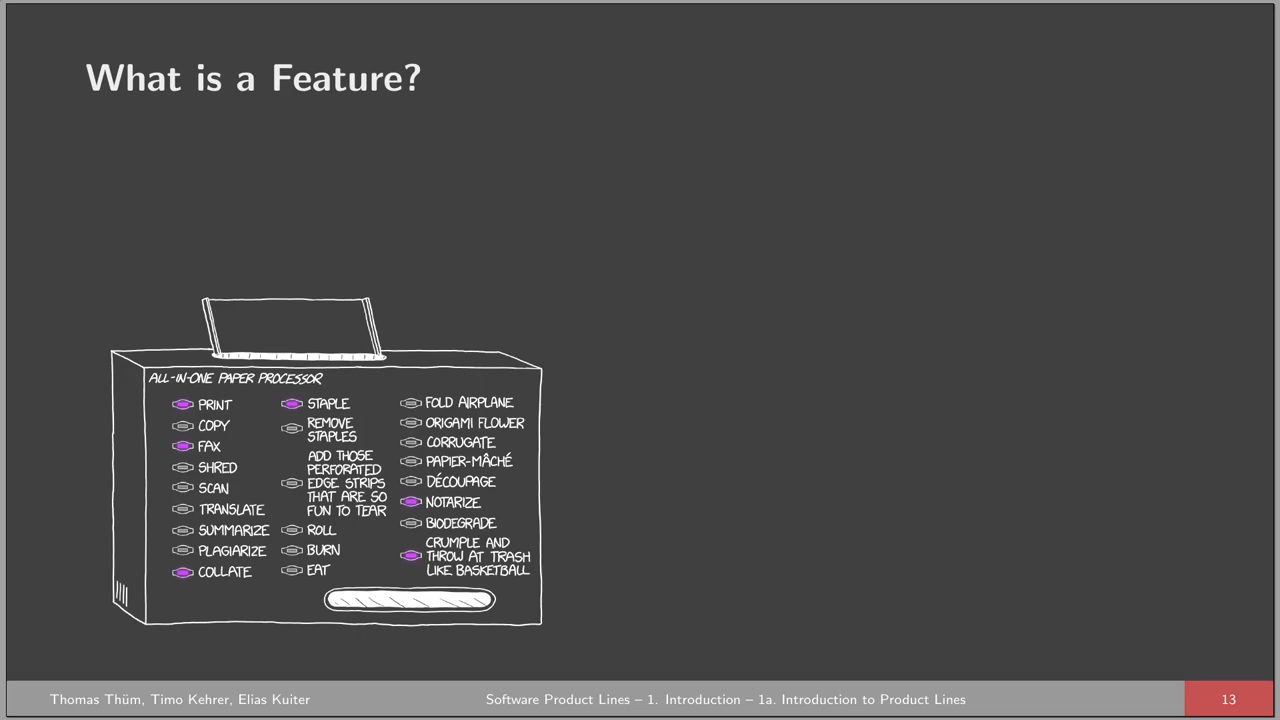 What is a Feature?
ALL-IN-ONE PAPER PROCESSOR
PRINT
COPY
FAX
SHRED
SCAN
TRANSLATE
SUMMARIZE
PLAGIARIZE
COLLATE
STAPLE
REMOVE
STAPLES
ADD THOSE
PERFORATED
EDGE STRIPS
THAT ARE SO
FUN TO TEAR
ROLL
BURN
EAT
FOLD AIRPLANE
ORIGAMI FLOWER
CORRUGATE
PAPIER-MÂCHÉ
DÉCOUPAGE
NOTARIZE
BIODEGRADE
CRUMPLE AND
THROW AT TRASH
LIKE BASKETBALL
Thomas Thüm, Timo Kehrer, Elias Kuiter
Software Product Lines – 1. Introduction – 1a. Introduction to Product Lines
13